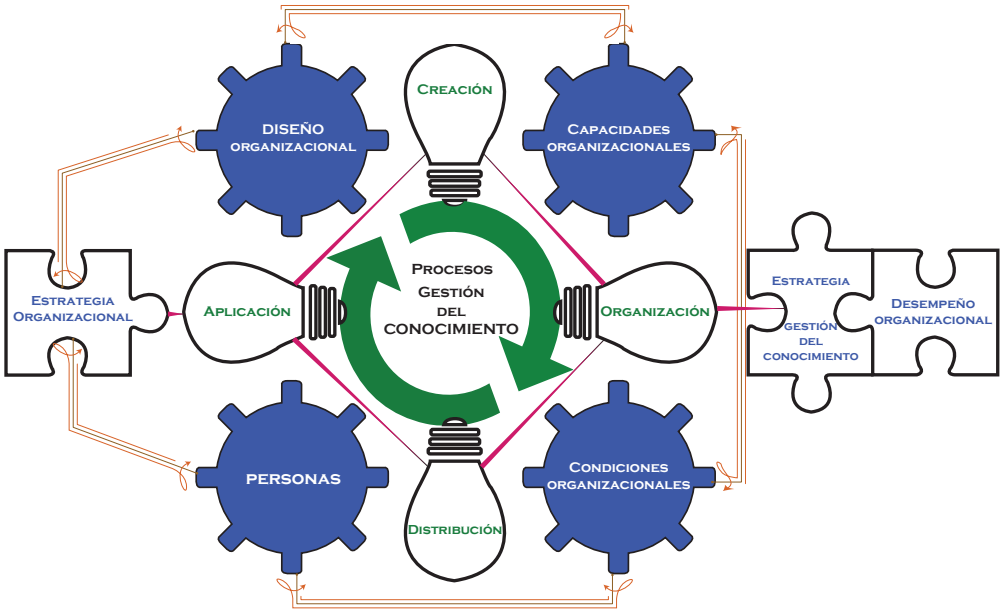 CREACIÓN
DISEÑO
ORGANIZACIONAL
CAPACIDADES
ORGANIZACIONALES
ESTRATEGIA
ORGANIZACIONAL
APLICACIÓN
PROCESOS
GESTIÓN
DEL
CONOCIMIENTO
ORGANIZACIÓN
ESTRATEGIA
GESTIÓN
DEL
CONOCIMIENTO
DESEMPEÑO
ORGANIZACIONAL
PERSONAS
CONDICIONES
ORGANIZACIONALES
DISTRIBUCIÓN